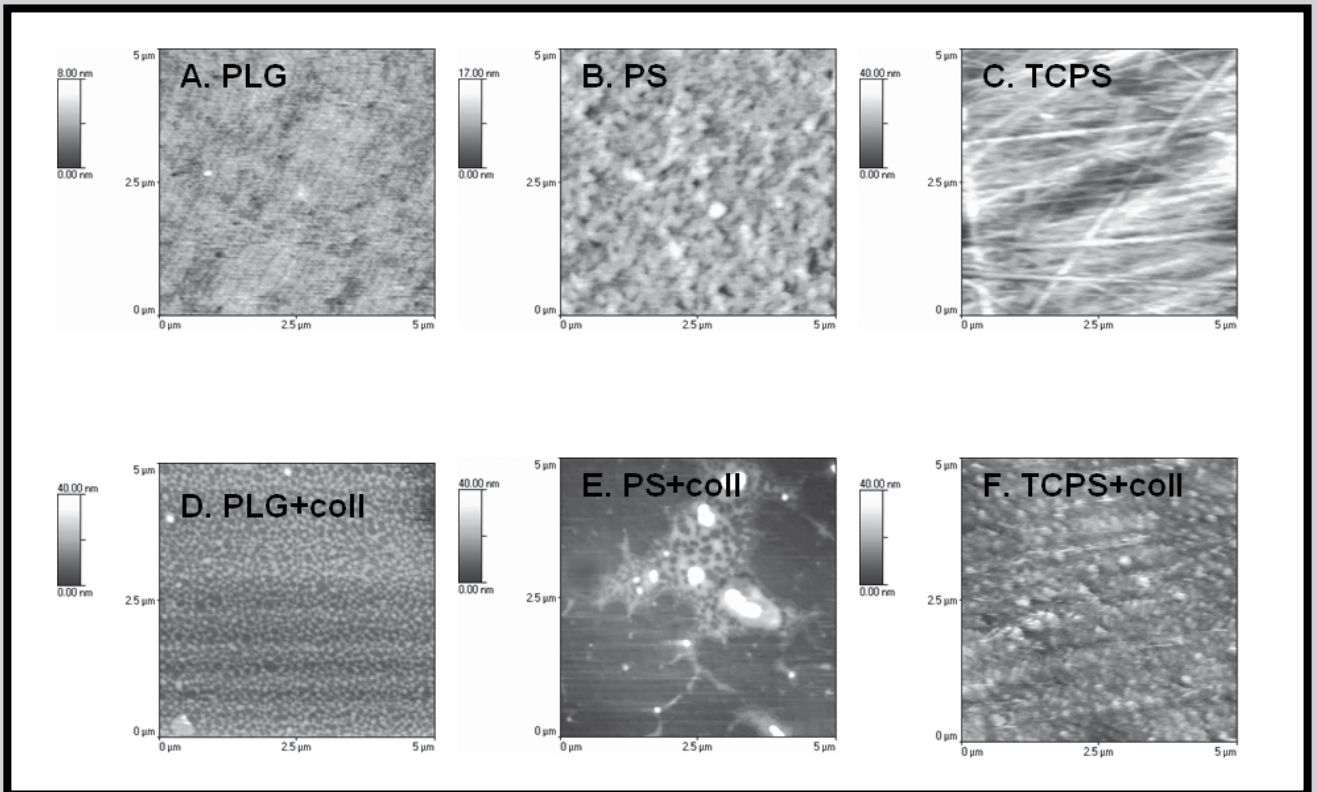 A. PLG
8.00 nm
0.00 nm
5 µm
2.5 µm
0 µm
0 µm
2.5 µm
5 µm
B. PS
17.00 nm
0.00 nm
5 µm
2.5 µm
0 µm
0 µm
2.5 µm
5 µm
C. TCPS
40.00 nm
0.00 nm
5 µm
2.5 µm
0 µm
0 µm
2.5 µm
5 µm
D. PLG+coll
40.00 nm
0.00 nm
5 µm
2.5 µm
0 µm
0 µm
2.5 µm
5 µm
E. PS+coll
40.00 nm
0.00 nm
5 µm
2.5 µm
0 µm
0 µm
2.5 µm
5 µm
F. TCPS+coll
40.00 nm
0.00 nm
5 µm
2.5 µm
0 µm
0 µm
2.5 µm
5 µm